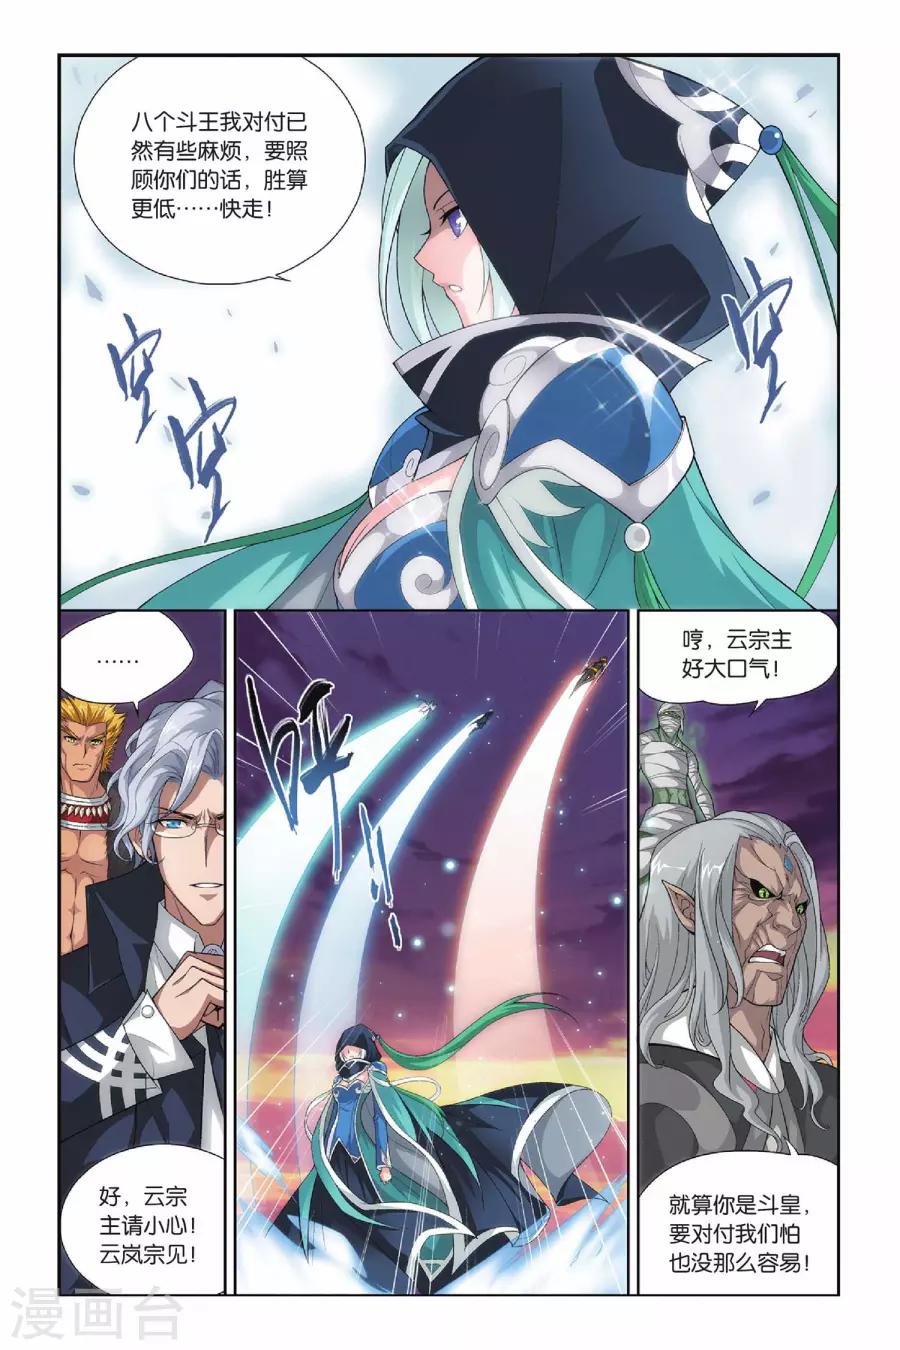 八个斗王我对付已
然有些麻烦，要照
顾你们的话，胜算
更低……快走！
空
空
空
……
好，云宗
主请小心！
云岚宗见！
哼，云宗主
好大口气！
就算你是斗皇，
要对付我们怕
也没那么容易！
漫画台